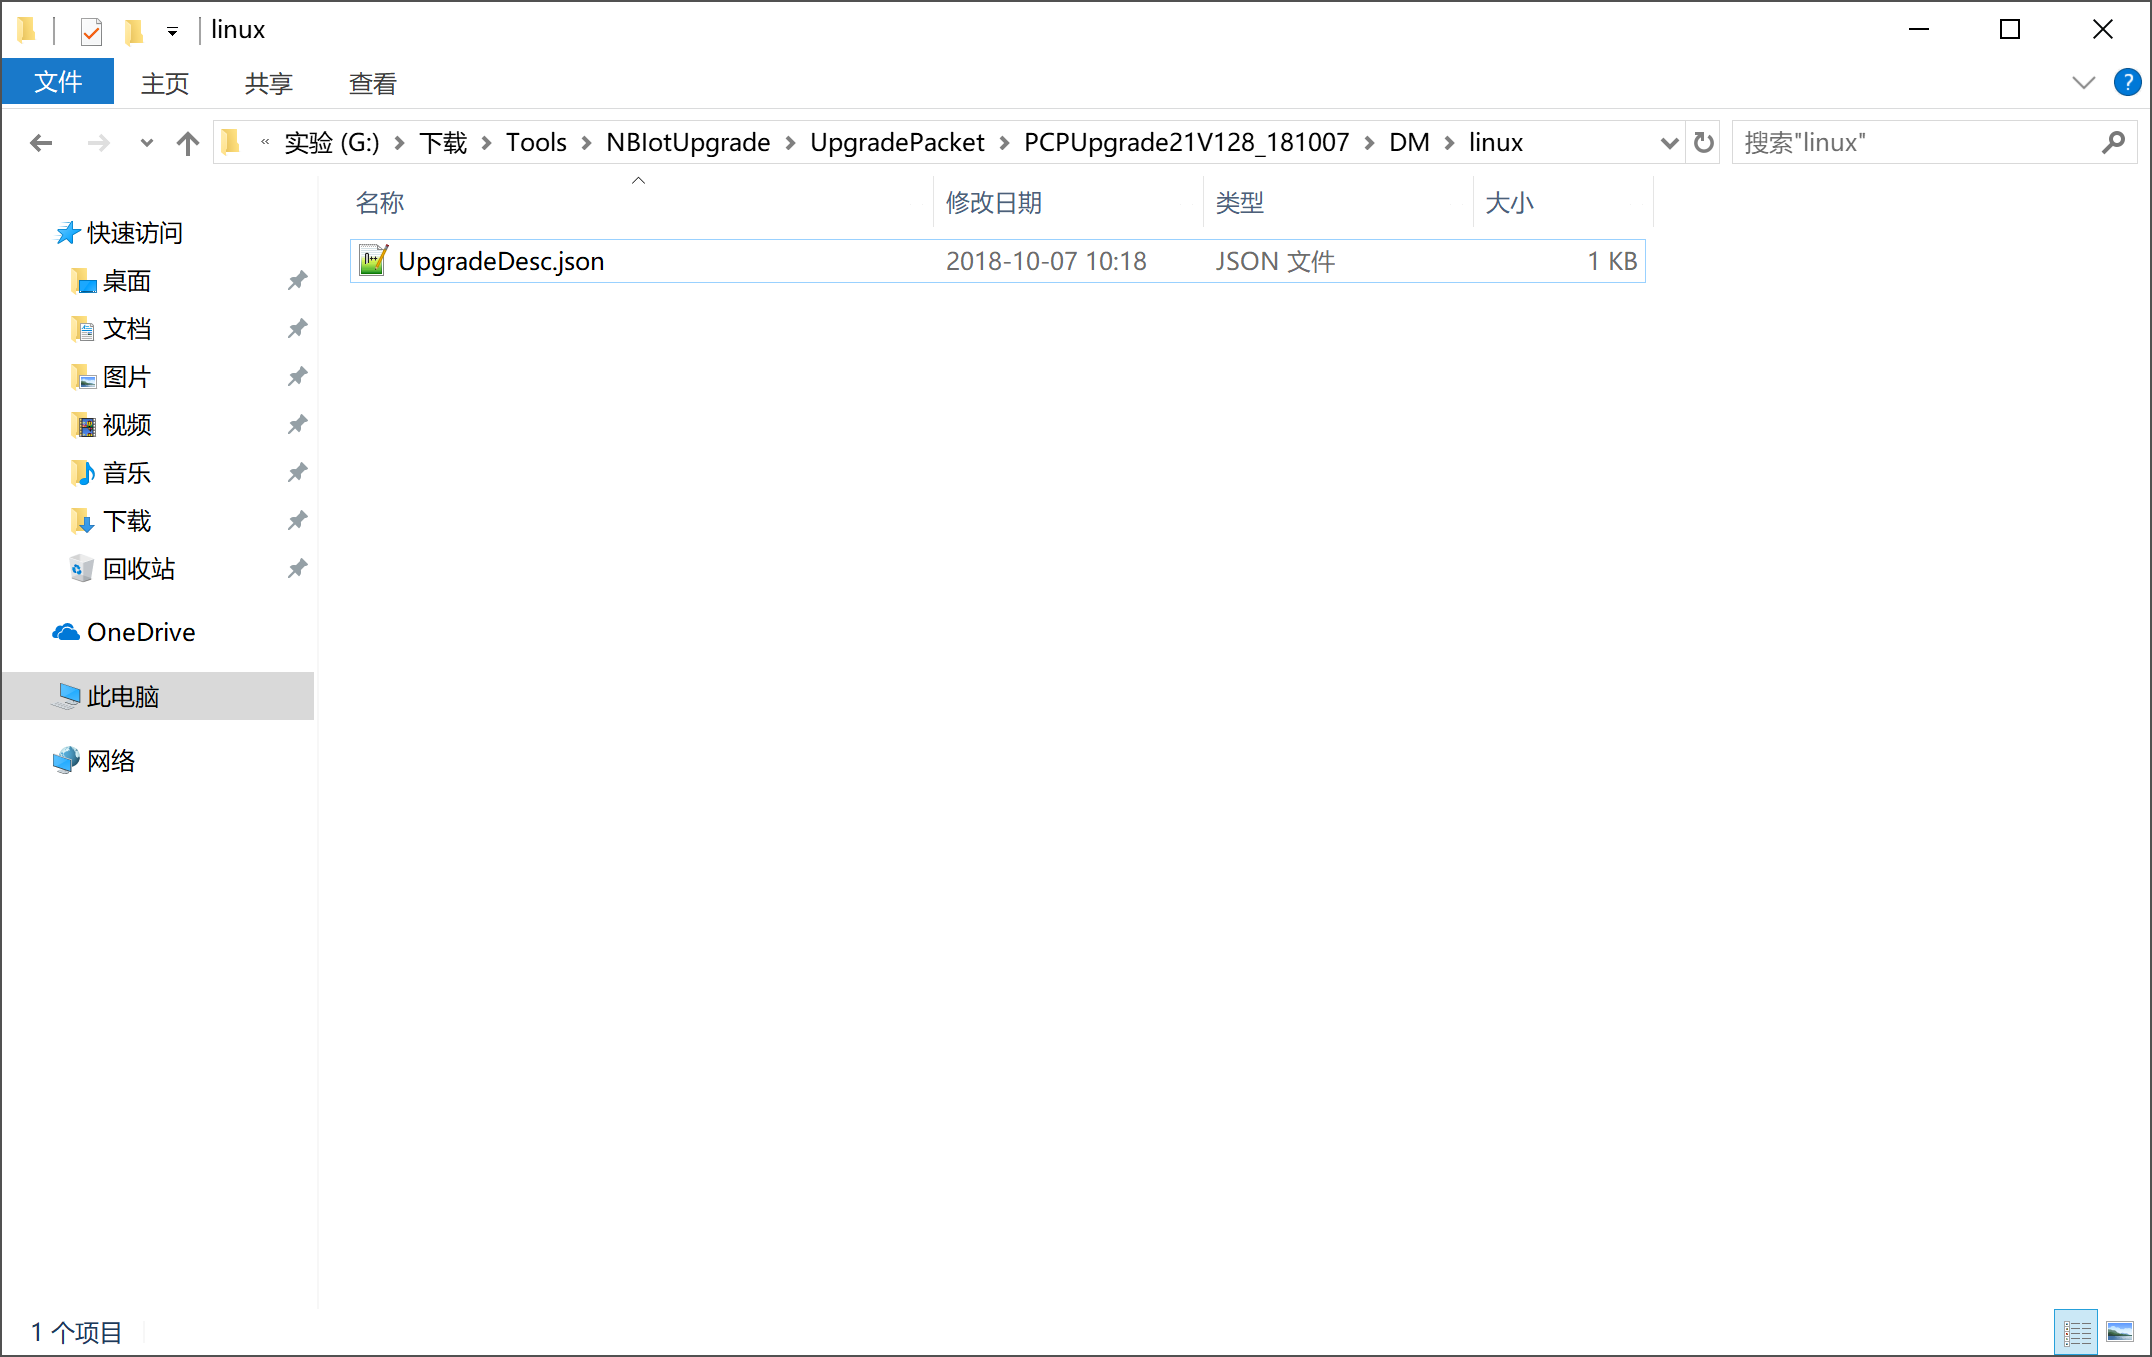 linux
文件 主页 共享 查看
« 实验 (G:) › 下载 › Tools › NBIotUpgrade › UpgradePacket › PCPUpgrade21V128_181007 › DM › linux 搜索"linux"
名称 修改日期 类型 大小
UpgradeDesc.json 2018-10-07 10:18 JSON 文件 1 KB
快速访问
桌面
文档
图片
视频
音乐
下载
回收站
OneDrive
此电脑
网络
1 个项目